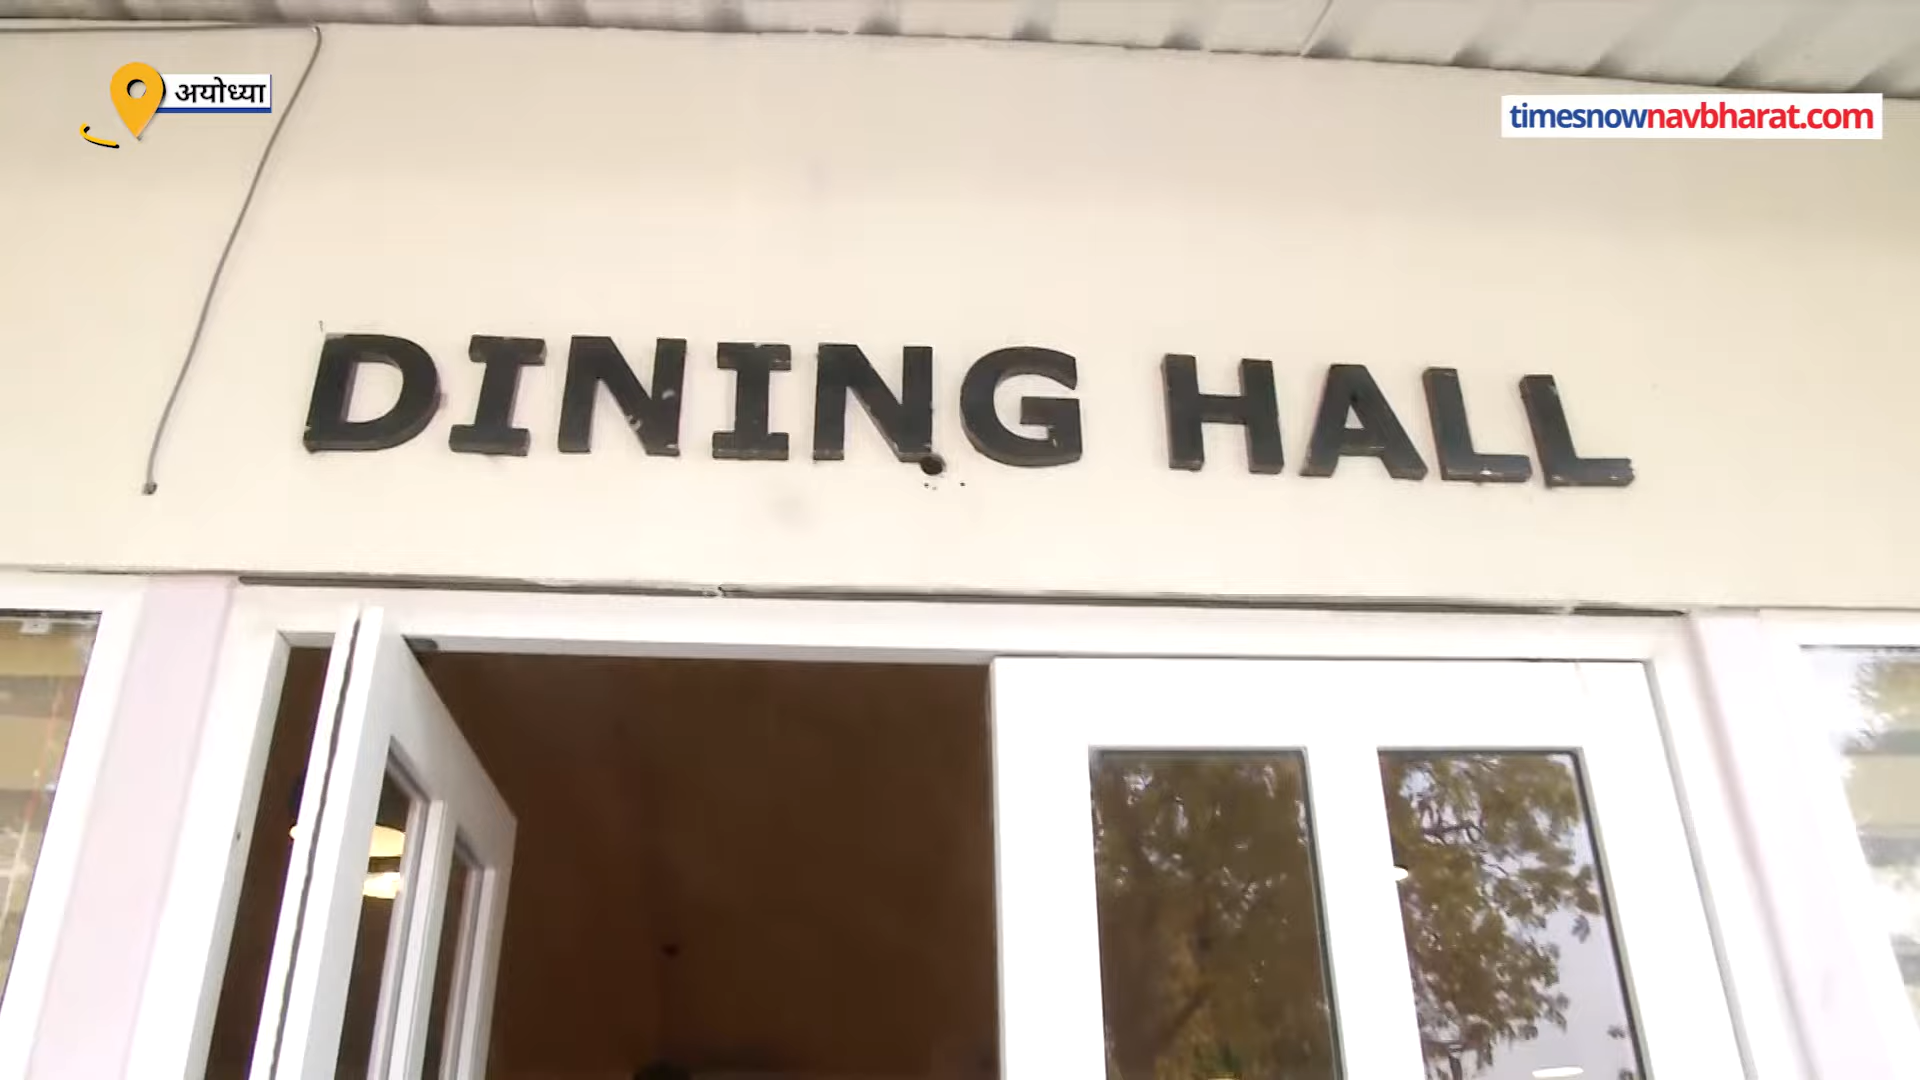 अयोध्या
timesnownavbharat.com
DINING HALL